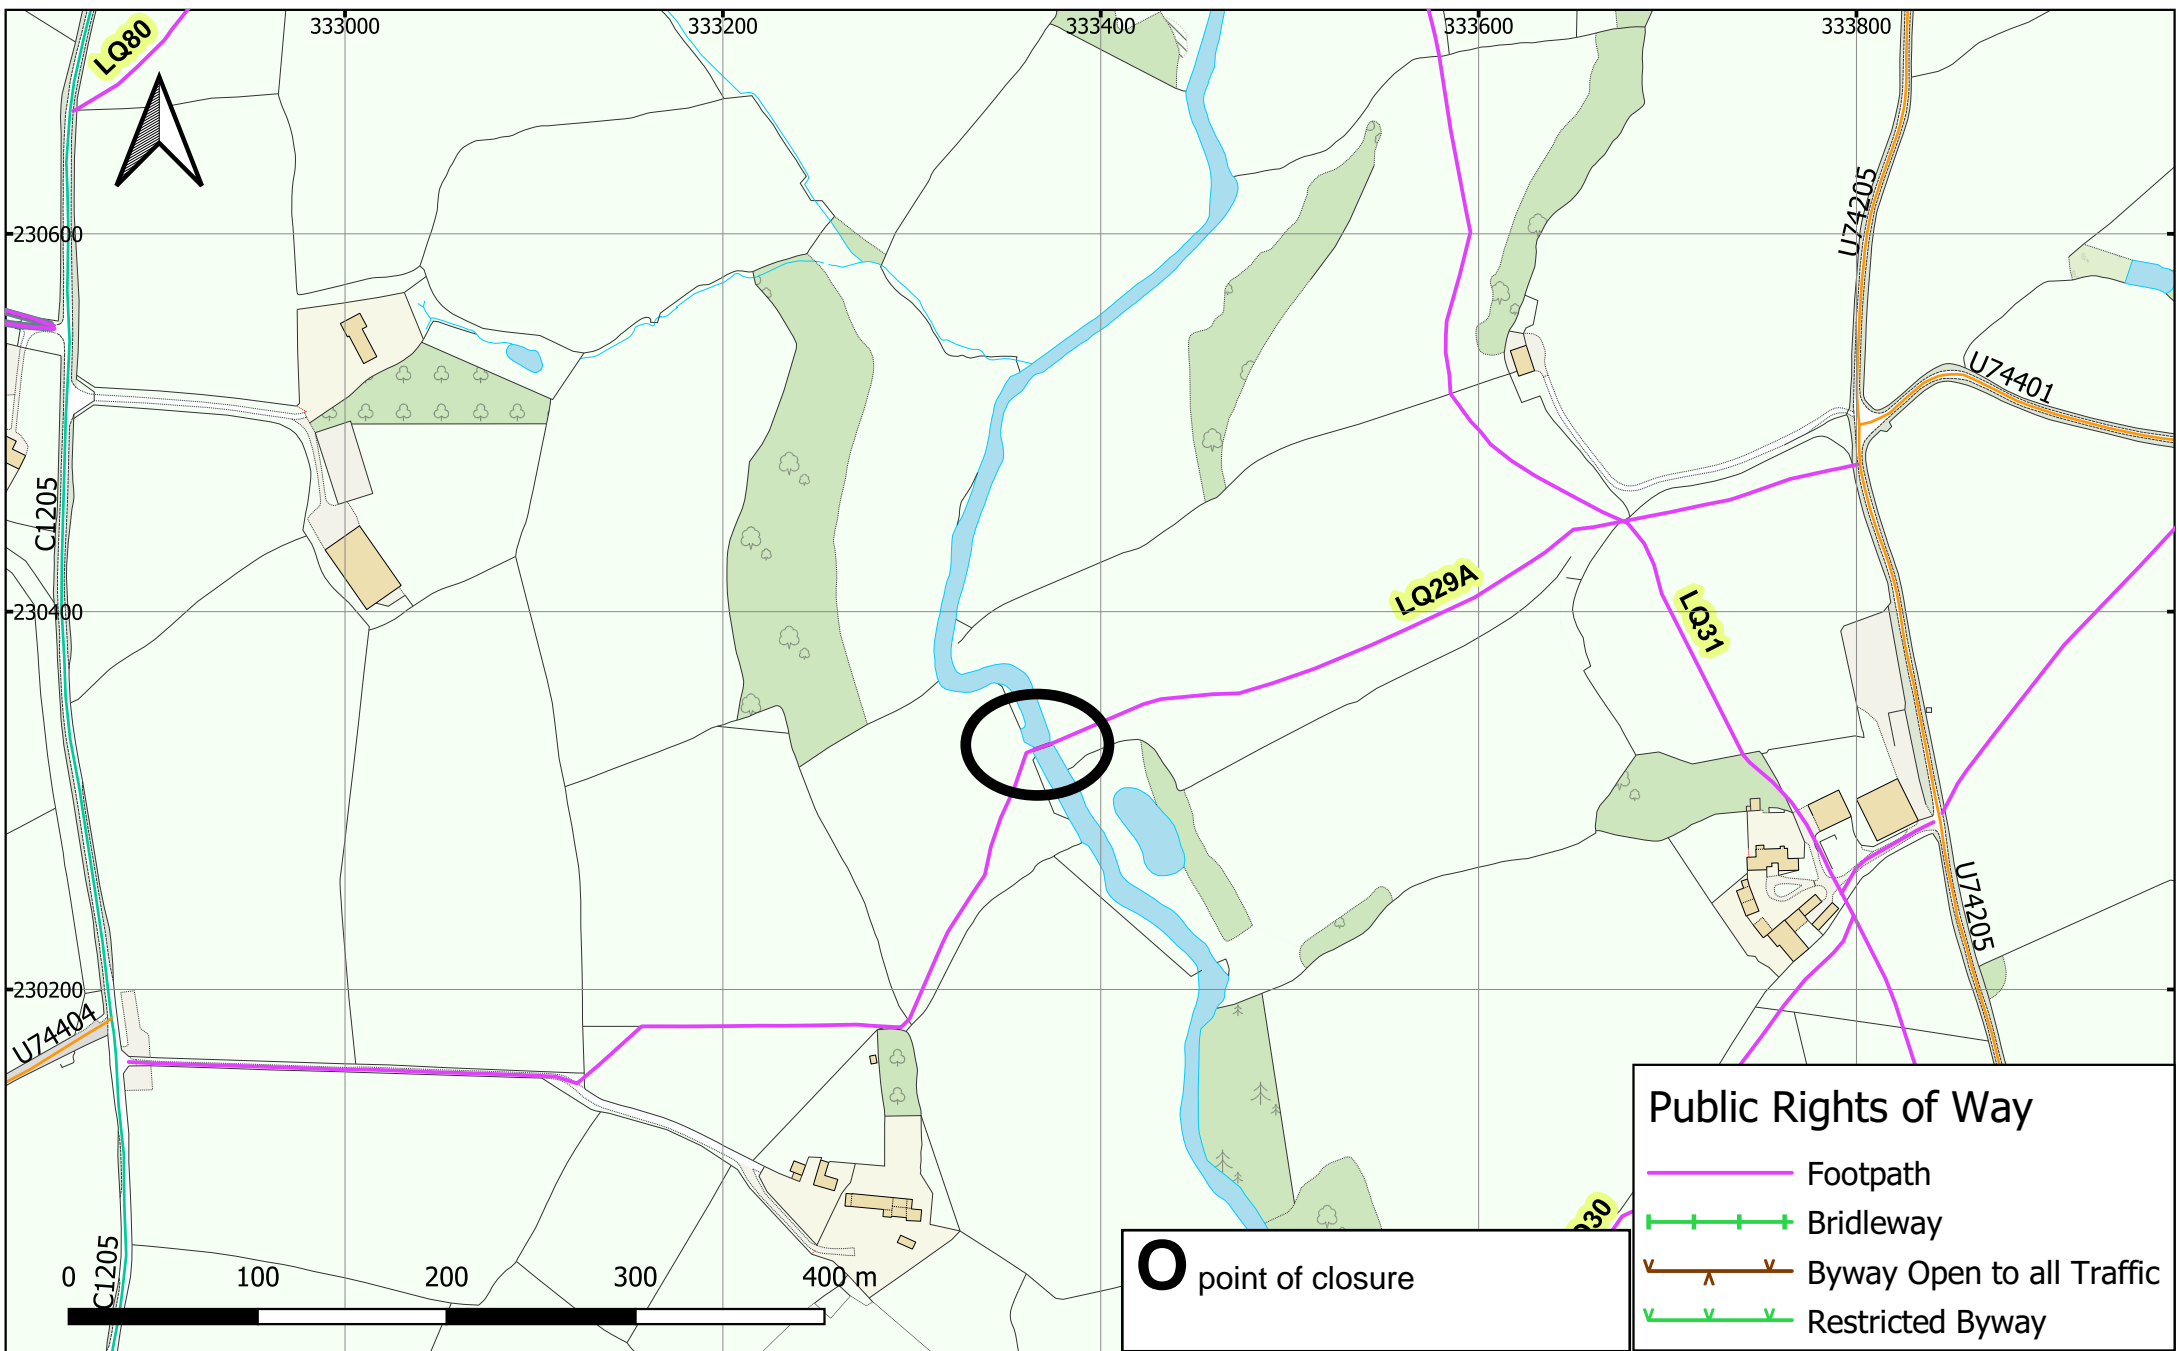 333000
333200
333400
333600
333800
LQ80
230600
U74205
U74401
C1205
LQ29A
230400
LQ31
U74205
230200
U74404
C1205
0 100 200 300 400 m
O point of closure
Public Rights of Way
Footpath
Bridleway
Byway Open to all Traffic
Restricted Byway